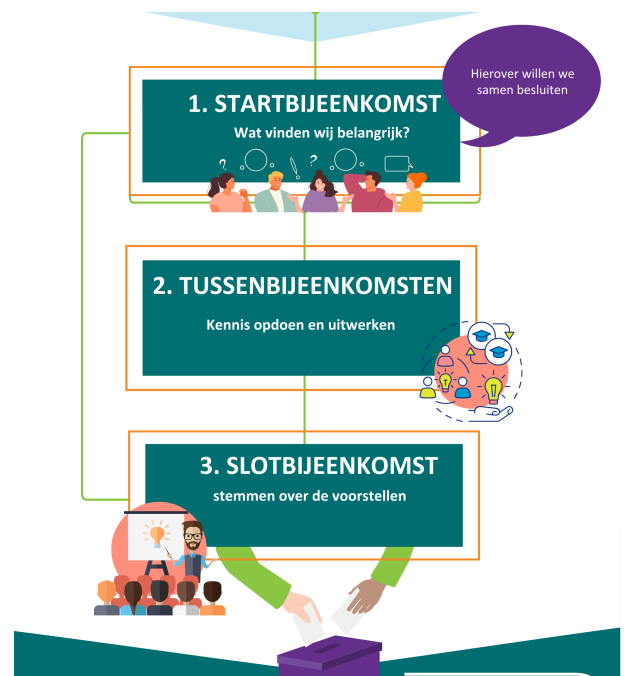 Hierover willen we
samen besluiten
1. STARTBIJEENKOMST
Wat vinden wij belangrijk?
2. TUSSENBIJEENKOMSTEN
Kennis opdoen en uitwerken
3. SLOTBIJEENKOMST
stemmen over de voorstellen